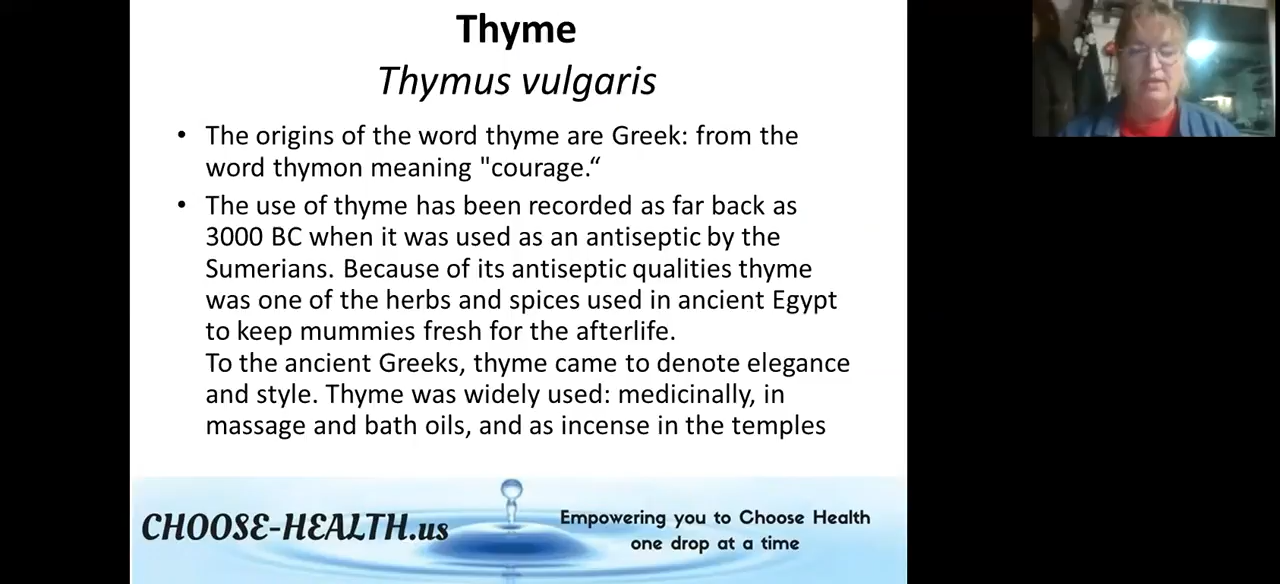 Thyme
Thymus vulgaris
• The origins of the word thyme are Greek: from the
word thymon meaning "courage.“
• The use of thyme has been recorded as far back as
3000 BC when it was used as an antiseptic by the
Sumerians. Because of its antiseptic qualities thyme
was one of the herbs and spices used in ancient Egypt
to keep mummies fresh for the afterlife.
To the ancient Greeks, thyme came to denote elegance
and style. Thyme was widely used: medicinally, in
massage and bath oils, and as incense in the temples
CHOOSE-HEALTH.us
Empowering you to Choose Health
one drop at a time